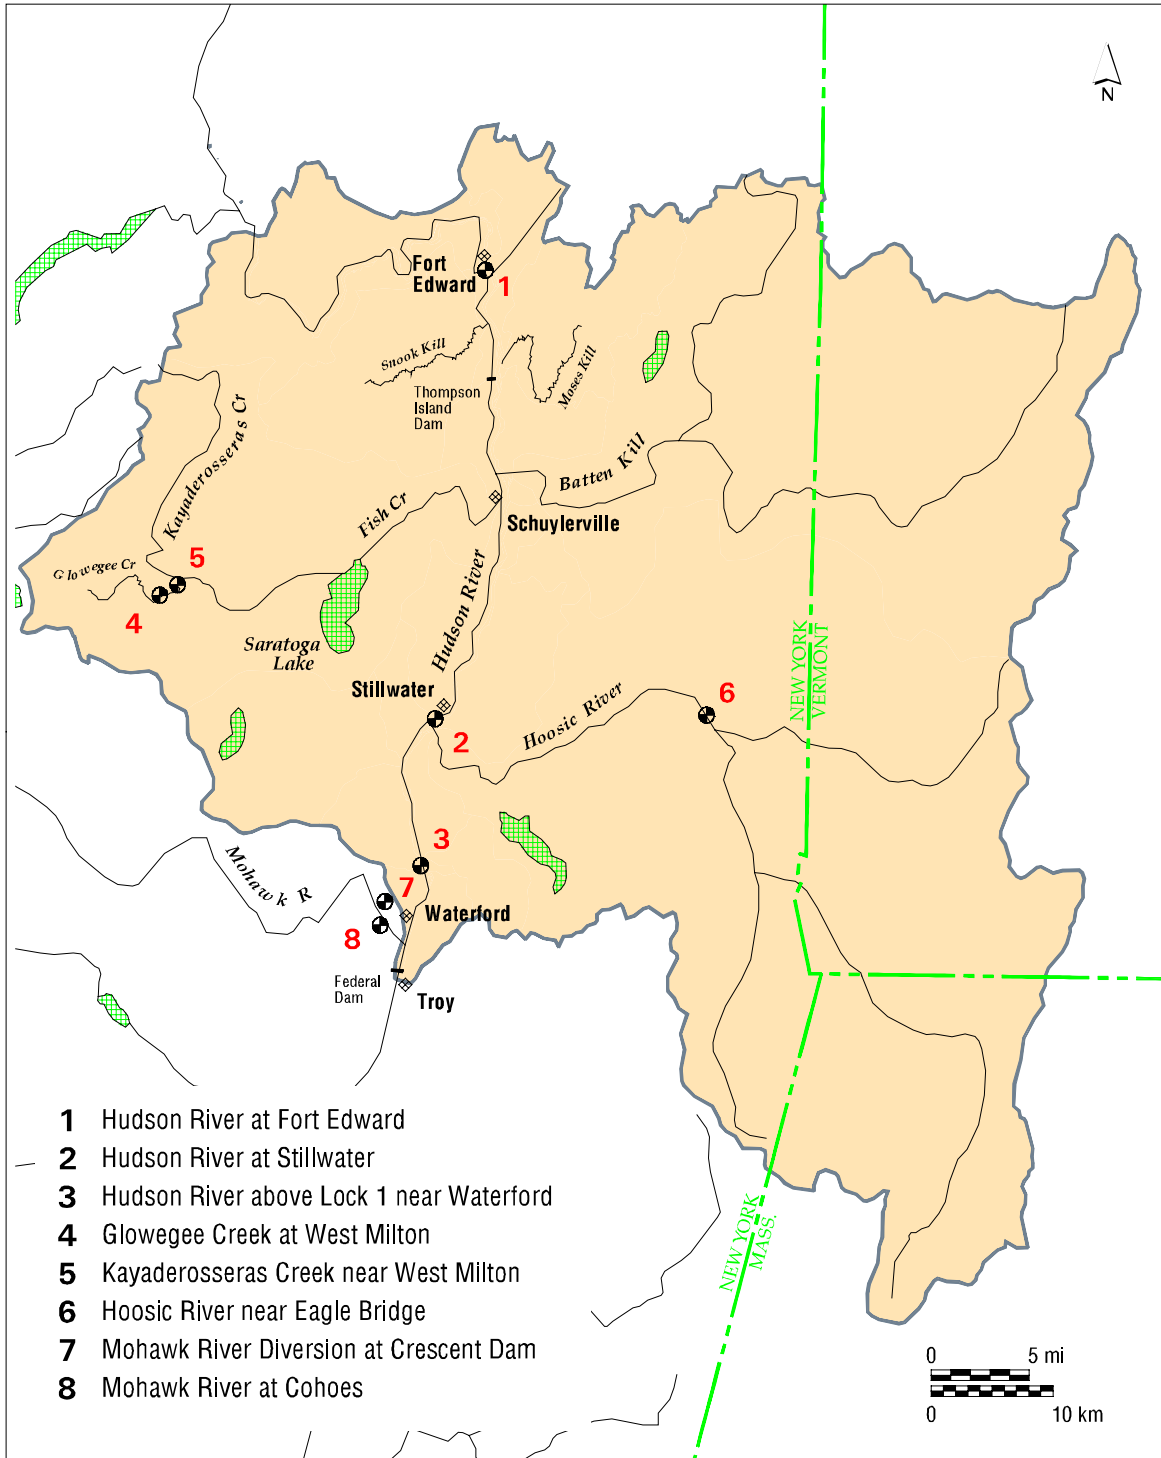 N
Fort
Edward
1
Snook Kill
Moses Kill
Thompson
Island
Dam
Kayaderosseras Cr
Batten Kill
Fish Cr
Schuylerville
Glowegee Cr
5
4
Hudson River
Saratoga
Lake
NEW YORK
VERMONT
Stillwater
6
Hoosic River
2
3
Mohawk R
7
Waterford
8
Federal
Dam
Troy
1 Hudson River at Fort Edward
2 Hudson River at Stillwater
3 Hudson River above Lock 1 near Waterford
4 Glowegee Creek at West Milton
5 Kayaderosseras Creek near West Milton
6 Hoosic River near Eagle Bridge
7 Mohawk River Diversion at Crescent Dam
8 Mohawk River at Cohoes
NEW YORK
MASS.
0 5 mi
0 10 km